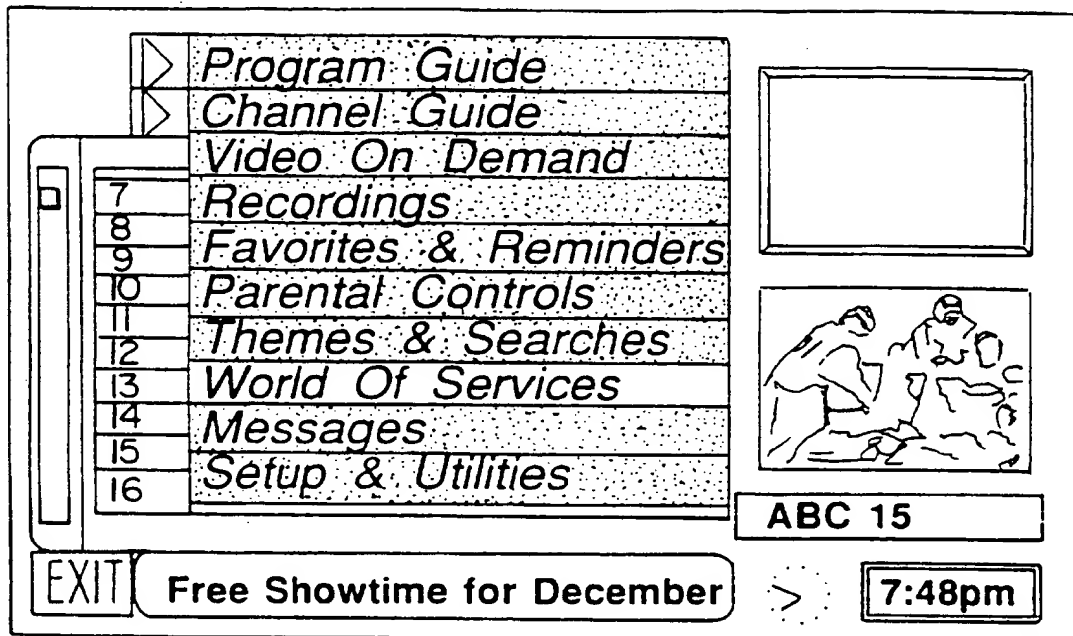 Program Guide
Channel Guide
Video On Demand
7
Recordings
8
Favorites & Reminders
9
10
Parental Controls
11
Themes & Searches
12
13
World Of Services
14
Messages
15
Setup & Utilities
16
ABC 15
EXIT
Free Showtime for December
7:48pm